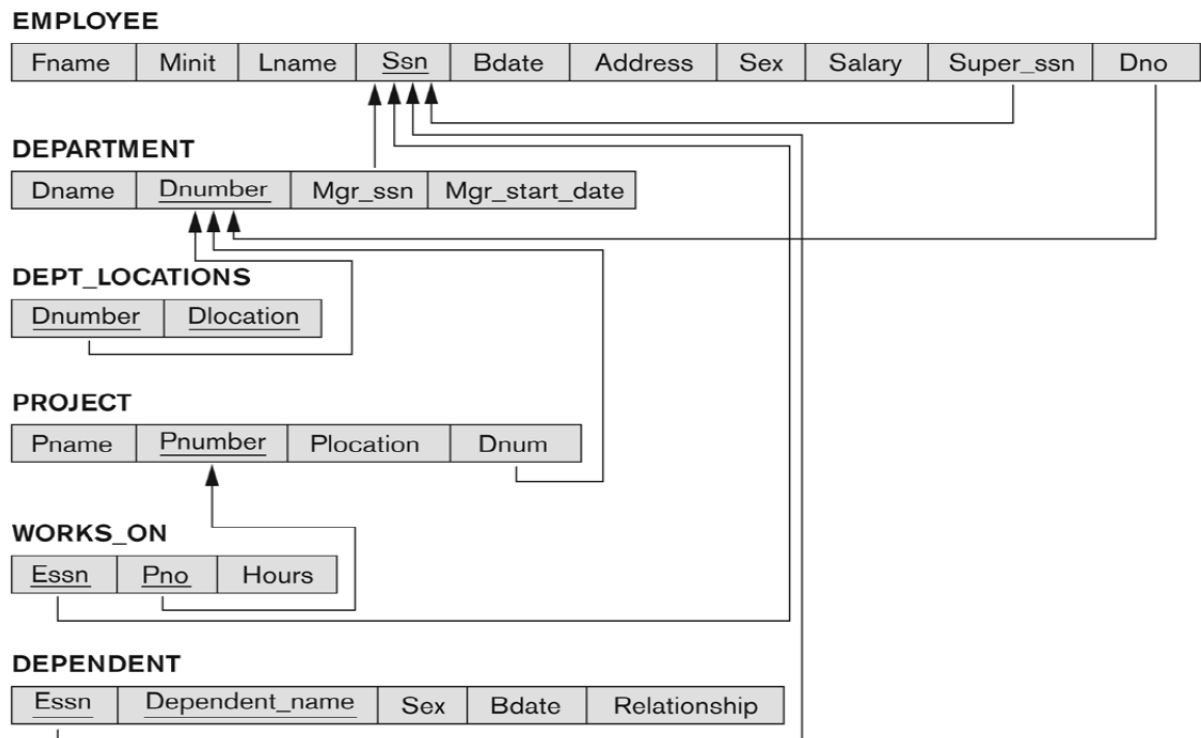 EMPLOYEE
Fname Minit Lname Ssn Bdate Address Sex Salary Super_ssn Dno
DEPARTMENT
Dname Dnumber Mgr_ssn Mgr_start_date
DEPT_LOCATIONS
Dnumber Dlocation
PROJECT
Pname Pnumber Plocation Dnum
WORKS_ON
Essn Pno Hours
DEPENDENT
Essn Dependent_name Sex Bdate Relationship